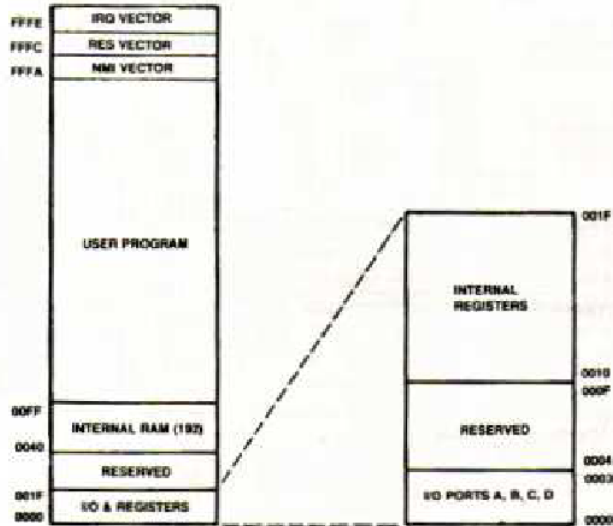 FFFE IRQ VECTOR
FFFC RES VECTOR
FFFA NMI VECTOR
USER PROGRAM
00FF
INTERNAL RAM (192)
0040
RESERVED
001F
I/O & REGISTERS
0000
001F
INTERNAL
REGISTERS
0010
000F
RESERVED
0004
0003
I/O PORTS A, B, C, D
0000